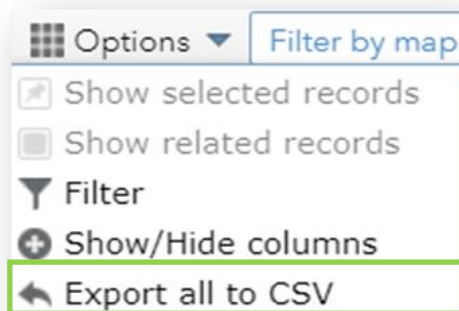 Options Filter by map
Show selected records
Show related records
Filter
Show/Hide columns
Export all to CSV